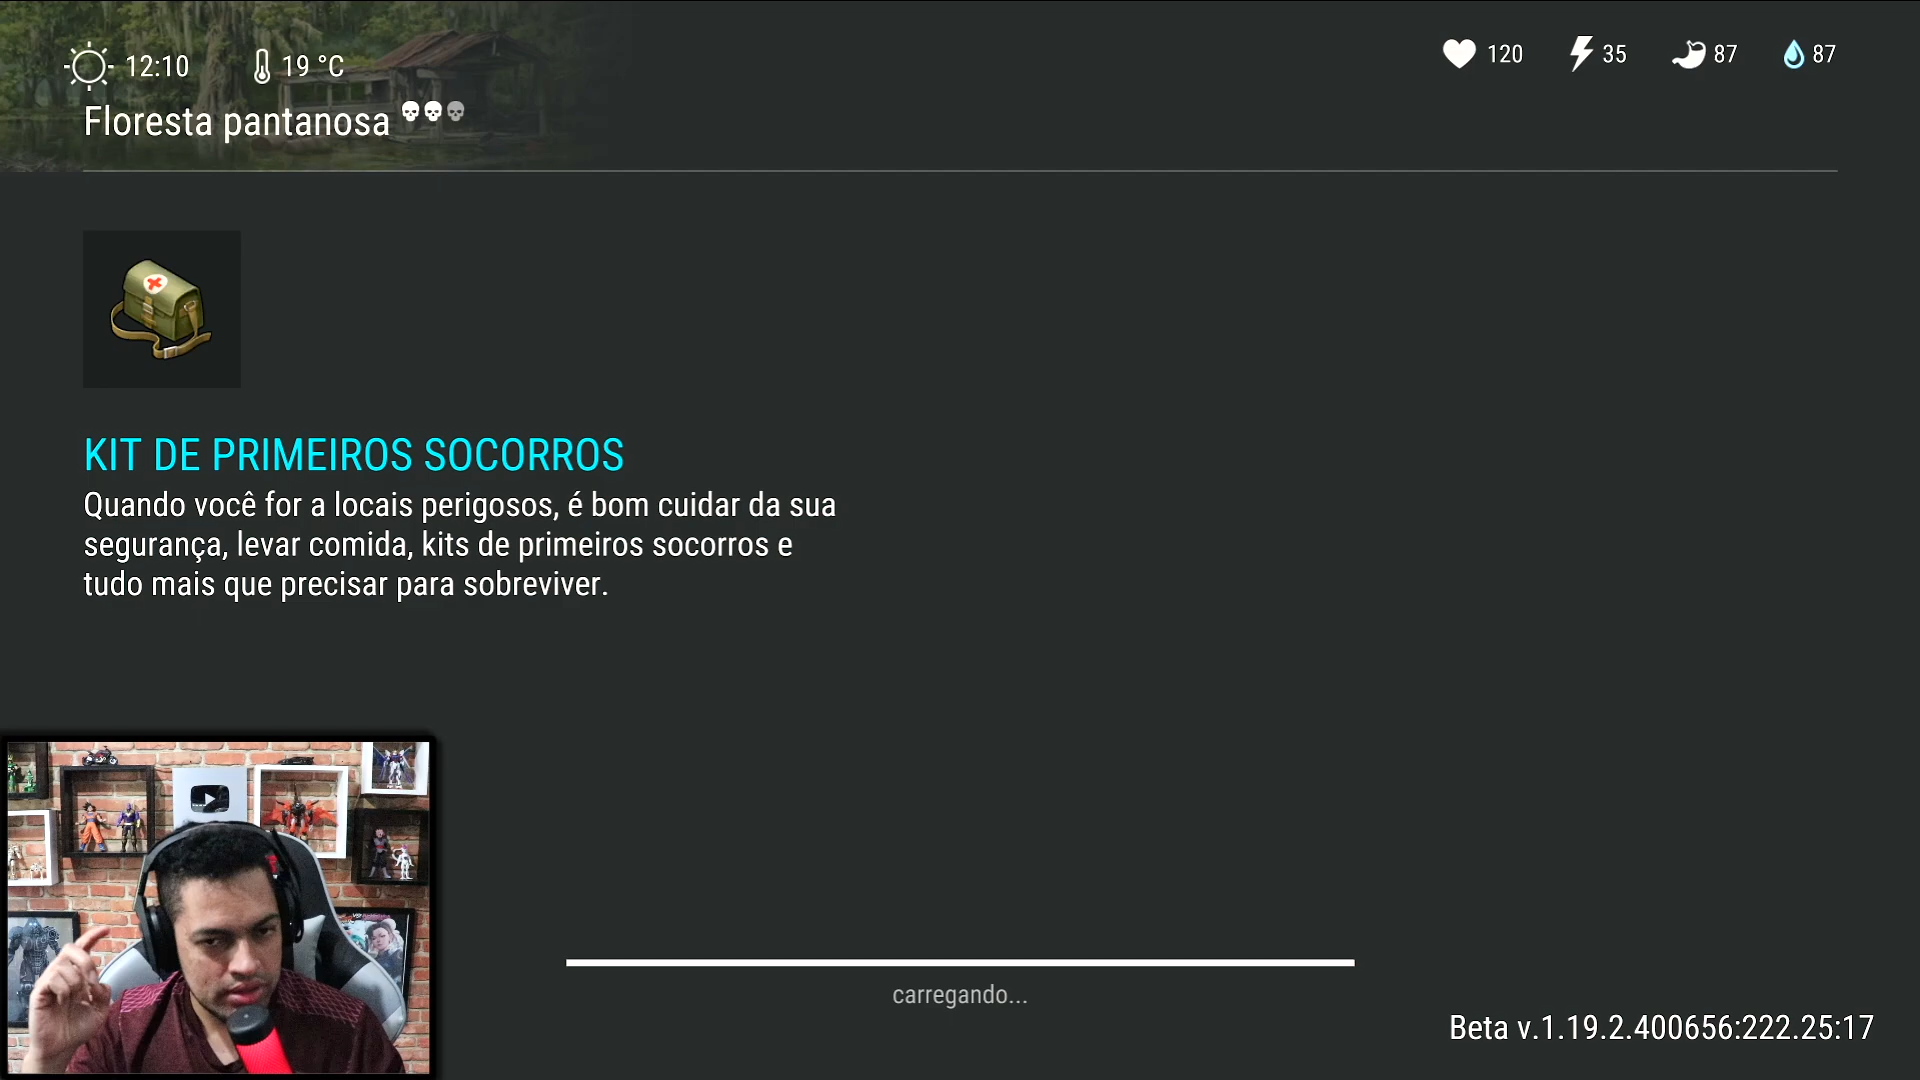 12:10 19 °C
120 35 87 87
Floresta pantanosa
KIT DE PRIMEIROS SOCORROS
Quando você for a locais perigosos, é bom cuidar da sua
segurança, levar comida, kits de primeiros socorros e
tudo mais que precisar para sobreviver.
carregando...
Beta v.1.19.2.400656:222.25:17